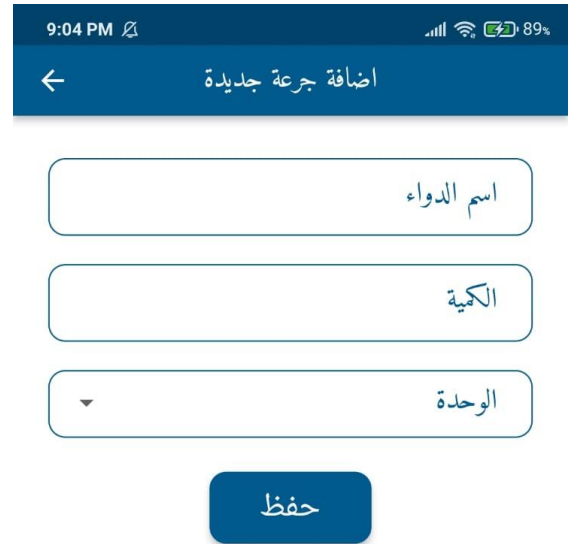 9:04 PM 89%
اضافة جرعة جديدة
اسم الدواء
الكمية
الوحدة
حفظ